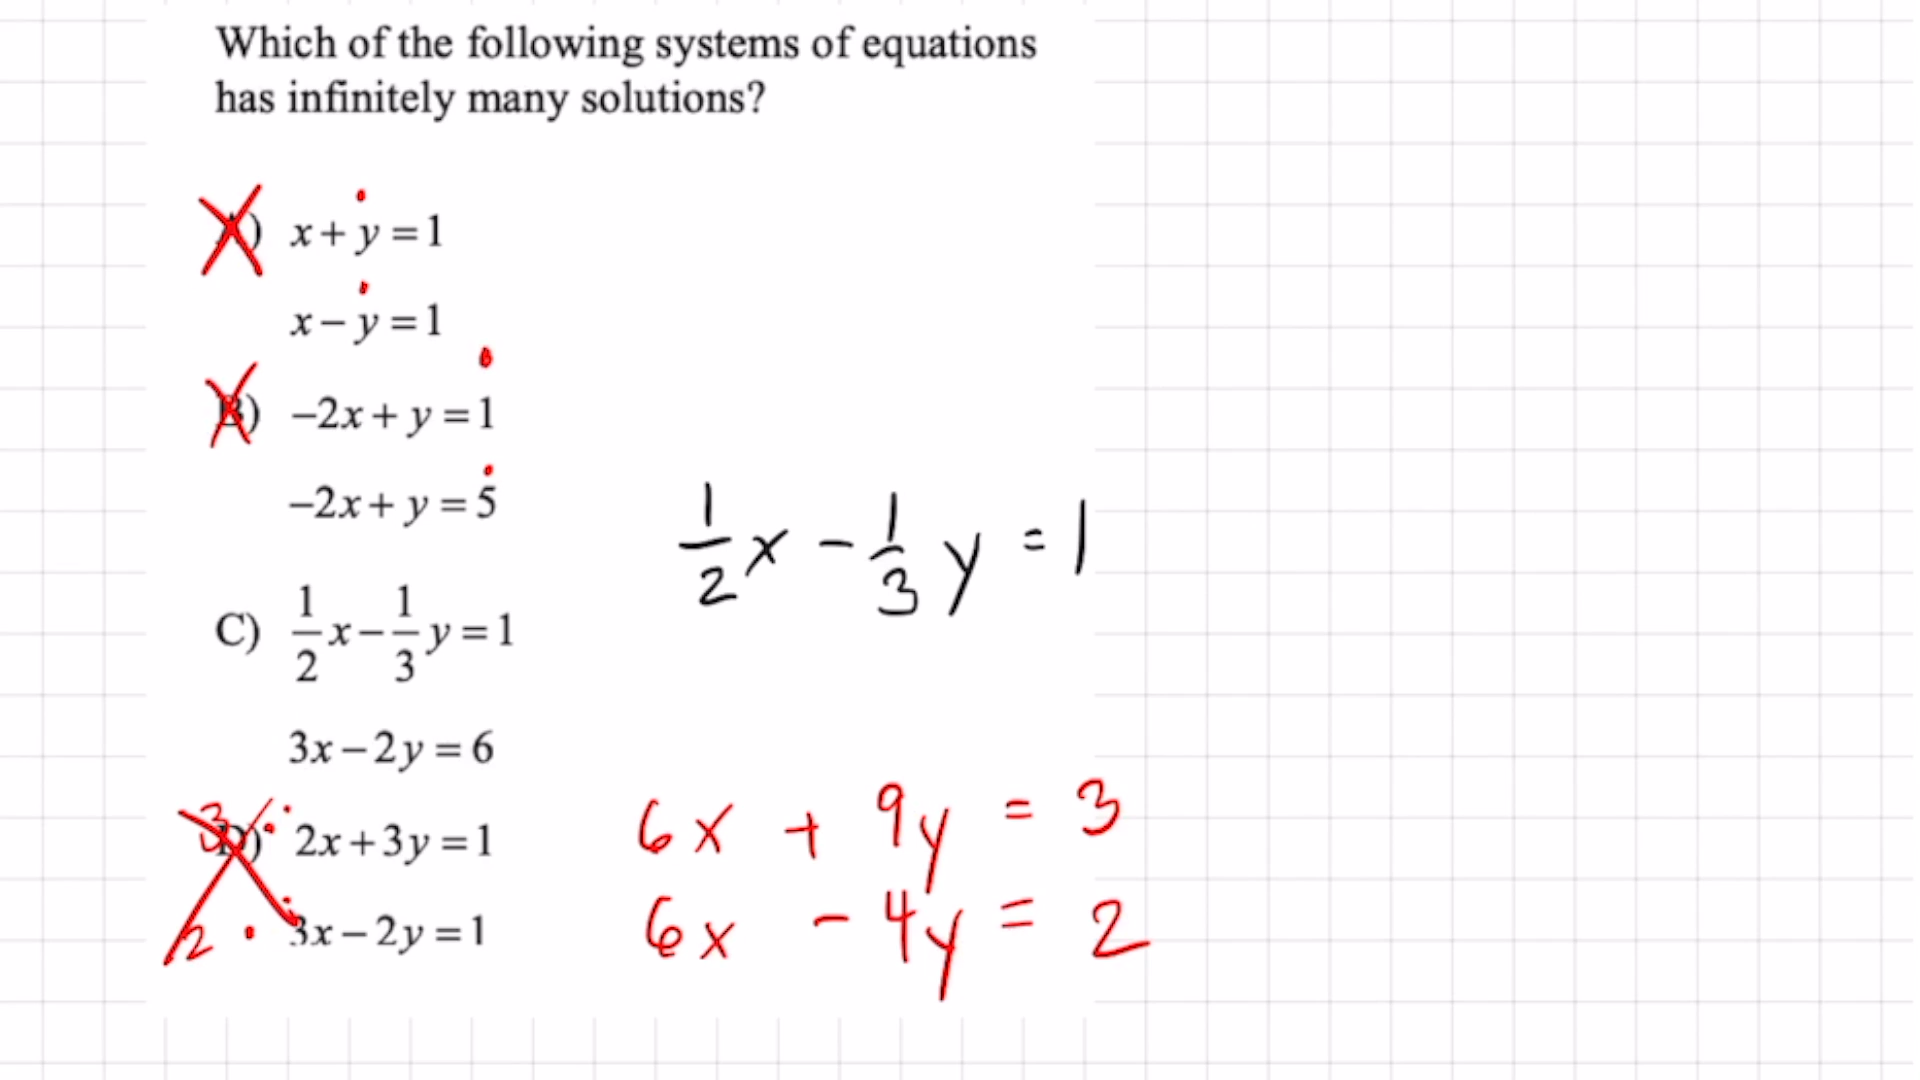 Which of the following systems of equations
has infinitely many solutions?
A) x + y = 1
x − y = 1
B) −2x + y = 1
−2x + y = 5
C) 1/2 x − 1/3 y = 1
1/2 x − 1/3 y = 1
3x − 2y = 6
3 · D) 2x + 3y = 1
6x + 9y = 3
2 · 3x − 2y = 1
6x − 4y = 2